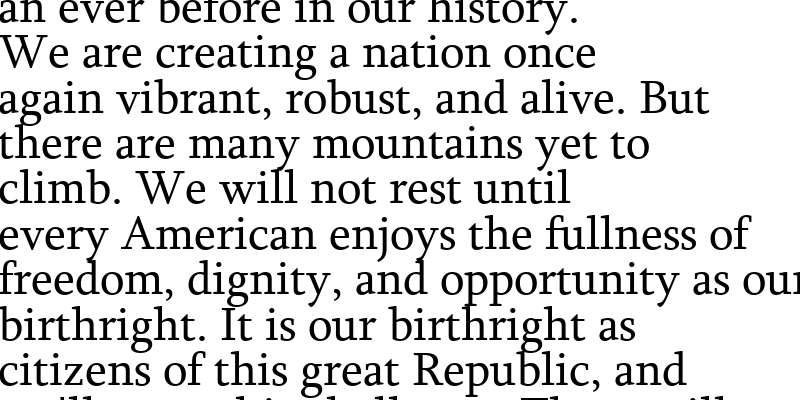 an ever before in our history.
We are creating a nation once
again vibrant, robust, and alive. But
there are many mountains yet to
climb. We will not rest until
every American enjoys the fullness of
freedom, dignity, and opportunity as our
birthright. It is our birthright as
citizens of this great Republic, and